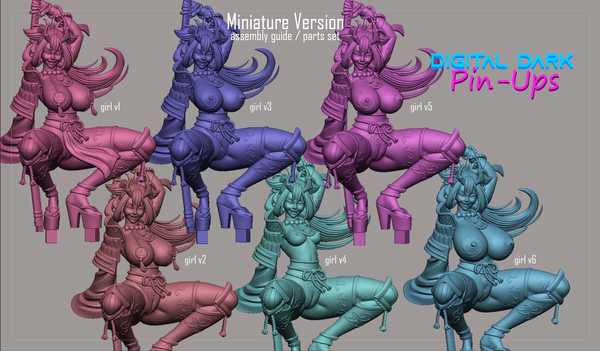 Miniature Version
assembly guide / parts set
DIGITAL DARK
Pin-Ups
girl v1
girl v3
girl v5
girl v2
girl v4
girl v6